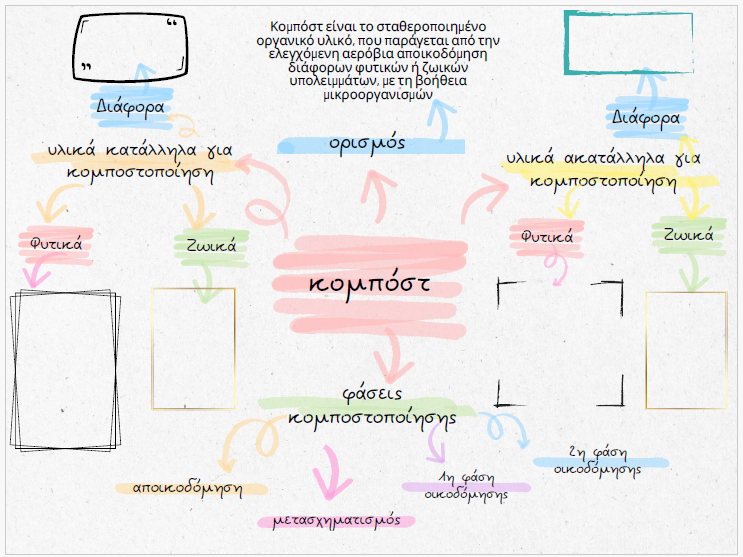 Κομπόστ είναι το σταθεροποιημένο
οργανικό υλικό, που παράγεται από την
ελεγχόμενη αερόβια αποικοδόμηση
διάφορων φυτικών ή ζωικών
υπολειμμάτων, με τη βοήθεια
μικροοργανισμών
Διάφορα
Διάφορα
ορισμός
υλικά κατάλληλα για
κομποστοποίηση
υλικά ακατάλληλα για
κομποστοποίηση
Φυτικά
Ζωικά
Φυτικά
Ζωικά
κομπόστ
φάσεις
κομποστοποίησης
2η φάση
οικοδόμησης
1η φάση
οικοδόμησης
αποικοδόμηση
μετασχηματισμός